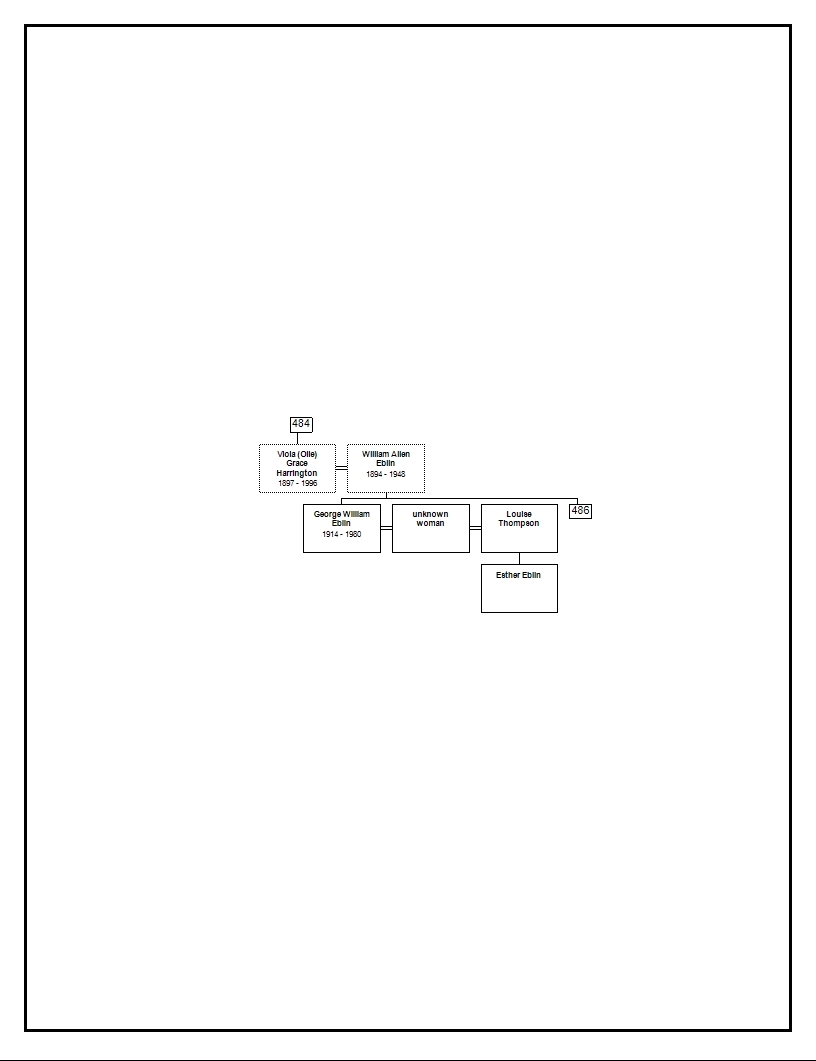 484
Viola (Olie)
Grace
Harrington
1897 - 1996
William Allen
Eblin
1894 - 1948
George William
Eblin
1914 - 1980
unknown
woman
Louise
Thompson
486
Esther Eblin